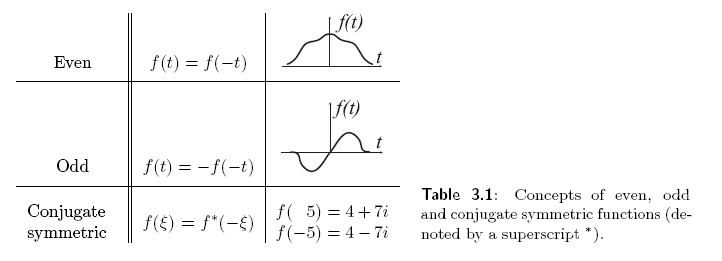 f(t)
Even
f(t) = f(−t)
t
f(t)
t
Odd
f(t) = −f(−t)
Conjugate
symmetric
f(ξ) = f*(−ξ)
f( 5) = 4 + 7i
f(−5) = 4 − 7i
Table 3.1: Concepts of even, odd
and conjugate symmetric functions (de-
noted by a superscript *).